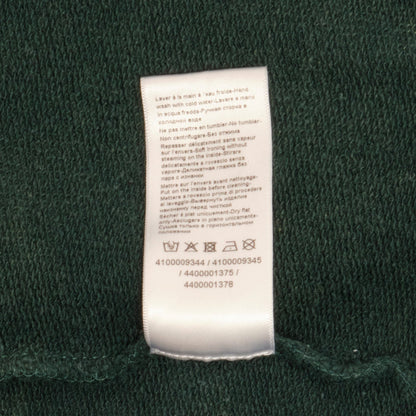 Laver à la main à l'eau froide-Hand
wash with cold water-Lavare a mano
in acqua fredda-Ручная стирка в
холодной воде
Ne pas mettre en tumbler-No tumbler-
Non centrifugare-Без отжима
Repasser délicatement sans vapeur
sur l'envers-Soft ironing without
steaming on the inside-Stirare
delicatamente a rovescio senza
vapore-Деликатная глажка без
пара с изнанки
Mettre sur l'envers avant nettoyage-
Put on the inside before cleaning-
Mettere a rovescio prima di procedere
al lavaggio-Вывернуть изделие
наизнанку перед чисткой
Sécher à plat uniquement-Dry flat
only-Asciugare in piano unicamente-
Сушка только в горизонтальном
положении
4100009344 / 4100009345
/ 4400001375 /
4400001378